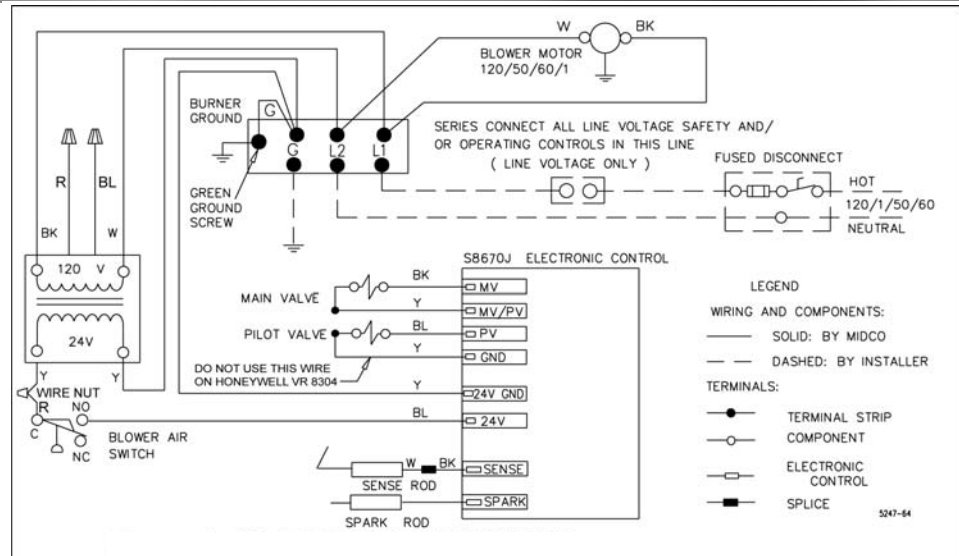 W
BK
BLOWER MOTOR
120/50/60/1
BURNER
GROUND
G
G
L2
L1
GREEN
GROUND
SCREW
SERIES CONNECT ALL LINE VOLTAGE SAFETY AND/
OR OPERATING CONTROLS IN THIS LINE
( LINE VOLTAGE ONLY )
FUSED DISCONNECT
HOT
120/1/50/60
NEUTRAL
R
BL
BK
W
120 V
24V
Y
Y
WIRE NUT
R
NO
C
NC
BLOWER AIR
SWITCH
S8670J ELECTRONIC CONTROL
MAIN VALVE
BK
MV
Y
MV/PV
PILOT VALVE
BL
PV
Y
GND
DO NOT USE THIS WIRE
ON HONEYWELL VR 8304
Y
24V GND
BL
24V
W
BK
SENSE
SENSE ROD
SPARK
SPARK ROD
LEGEND
WIRING AND COMPONENTS:
SOLID: BY MIDCO
DASHED: BY INSTALLER
TERMINALS:
TERMINAL STRIP
COMPONENT
ELECTRONIC
CONTROL
SPLICE
5247-64